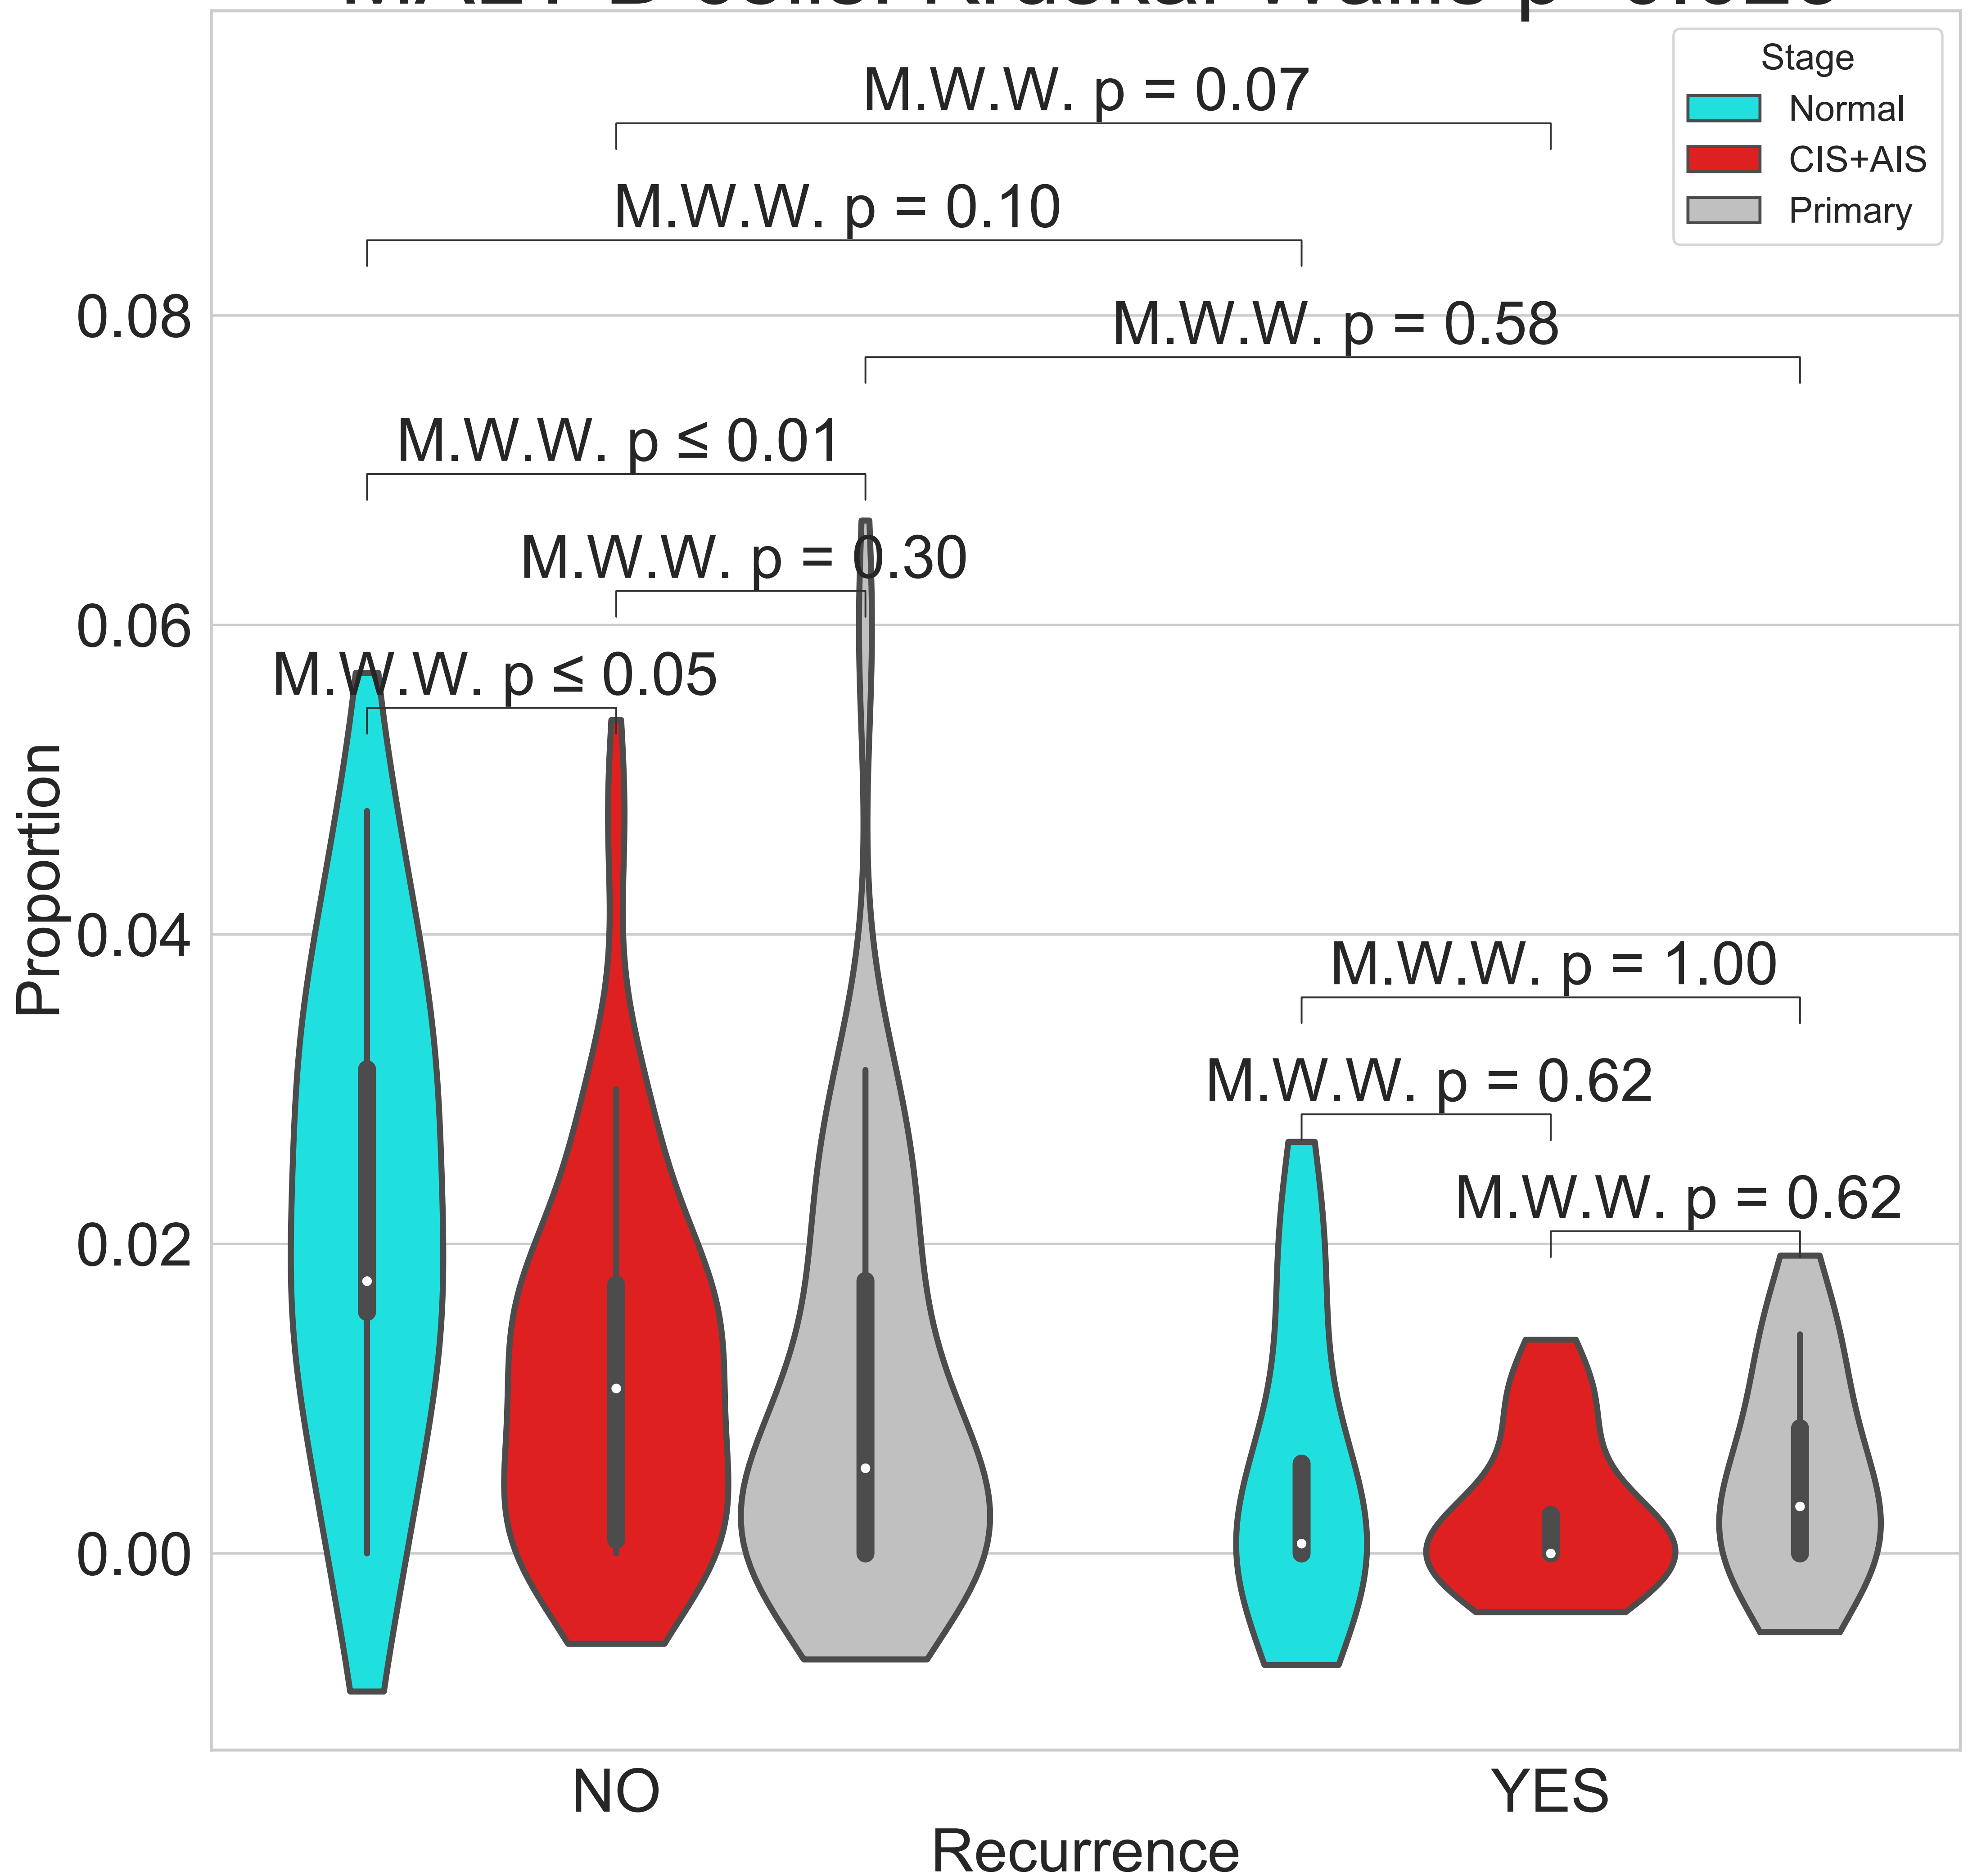 Stage
Normal
CIS+AIS
Primary
M.W.W. p = 0.07
M.W.W. p = 0.10
M.W.W. p = 0.58
M.W.W. p ≤ 0.01
M.W.W. p = 0.30
M.W.W. p ≤ 0.05
M.W.W. p = 1.00
M.W.W. p = 0.62
M.W.W. p = 0.62
Proportion
0.08
0.06
0.04
0.02
0.00
NO
YES
Recurrence